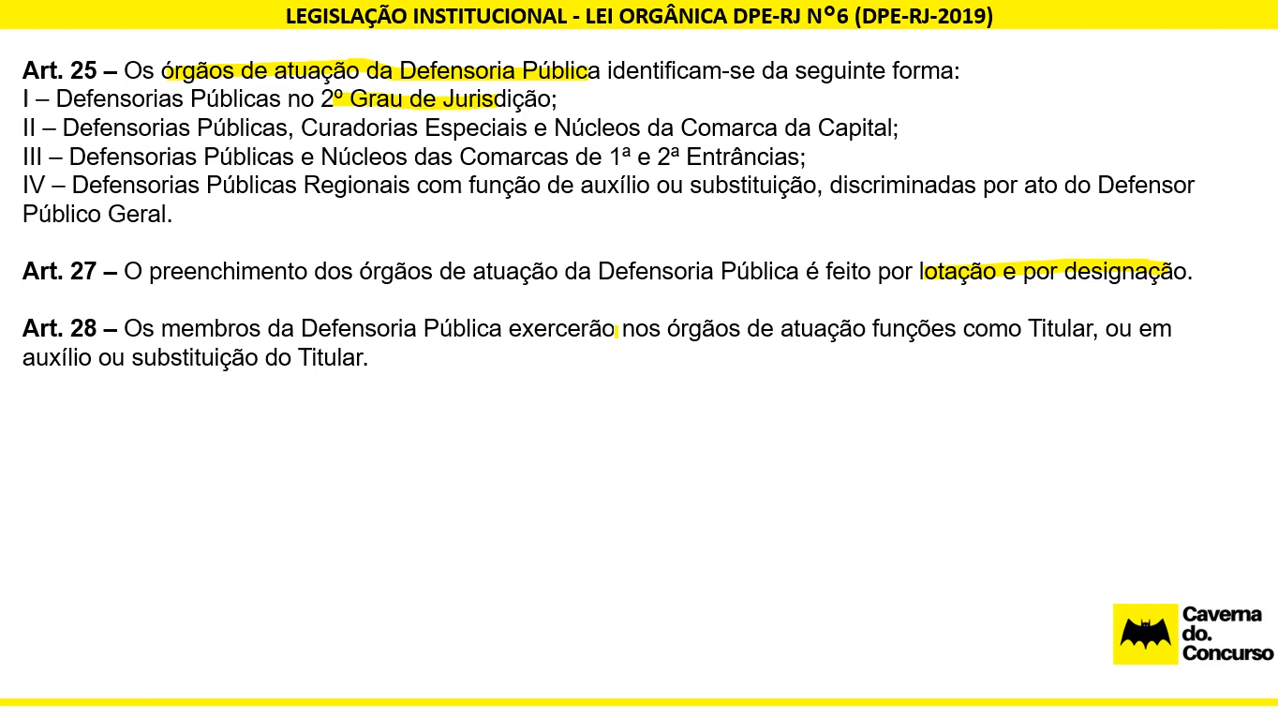 LEGISLAÇÃO INSTITUCIONAL - LEI ORGÂNICA DPE-RJ Nº6 (DPE-RJ-2019)
Art. 25 – Os órgãos de atuação da Defensoria Pública identificam-se da seguinte forma:
I – Defensorias Públicas no 2º Grau de Jurisdição;
II – Defensorias Públicas, Curadorias Especiais e Núcleos da Comarca da Capital;
III – Defensorias Públicas e Núcleos das Comarcas de 1ª e 2ª Entrâncias;
IV – Defensorias Públicas Regionais com função de auxílio ou substituição, discriminadas por ato do Defensor
Público Geral.
Art. 27 – O preenchimento dos órgãos de atuação da Defensoria Pública é feito por lotação e por designação.
Art. 28 – Os membros da Defensoria Pública exercerão nos órgãos de atuação funções como Titular, ou em
auxílio ou substituição do Titular.
Caverna
do.
Concurso